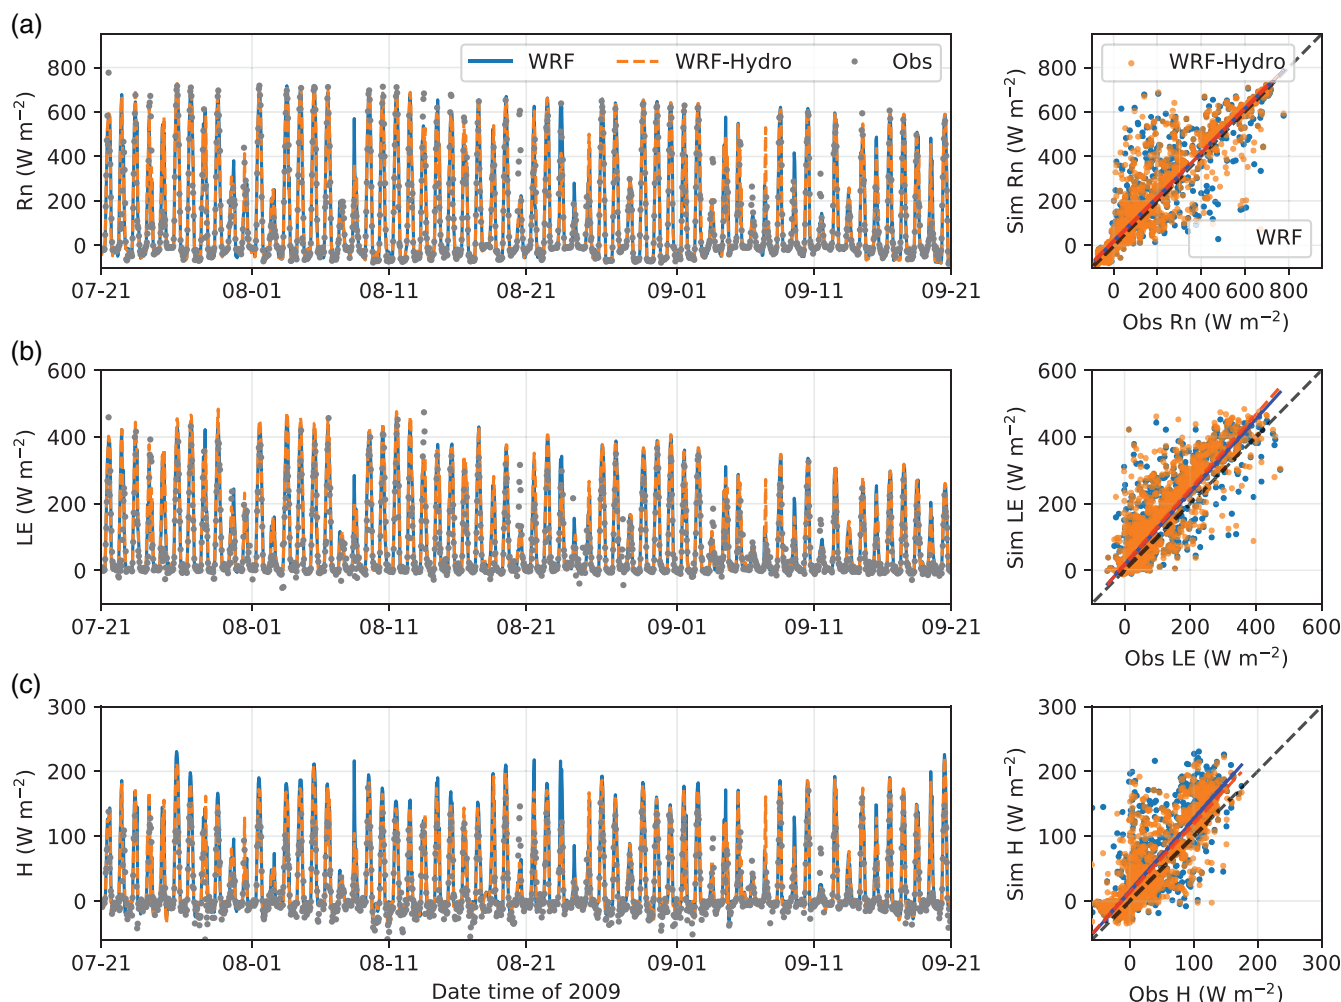 (a)
Rn (W m⁻²)
800
600
400
200
0
WRF WRF-Hydro Obs
07-21 08-01 08-11 08-21 09-01 09-11 09-21
Sim Rn (W m⁻²)
800
600
400
200
0
WRF-Hydro
WRF
0 200 400 600 800
Obs Rn (W m⁻²)
(b)
LE (W m⁻²)
600
400
200
0
07-21 08-01 08-11 08-21 09-01 09-11 09-21
Sim LE (W m⁻²)
600
400
200
0
0 200 400 600
Obs LE (W m⁻²)
(c)
H (W m⁻²)
300
200
100
0
07-21 08-01 08-11 08-21 09-01 09-11 09-21
Date time of 2009
Sim H (W m⁻²)
300
200
100
0
0 100 200 300
Obs H (W m⁻²)